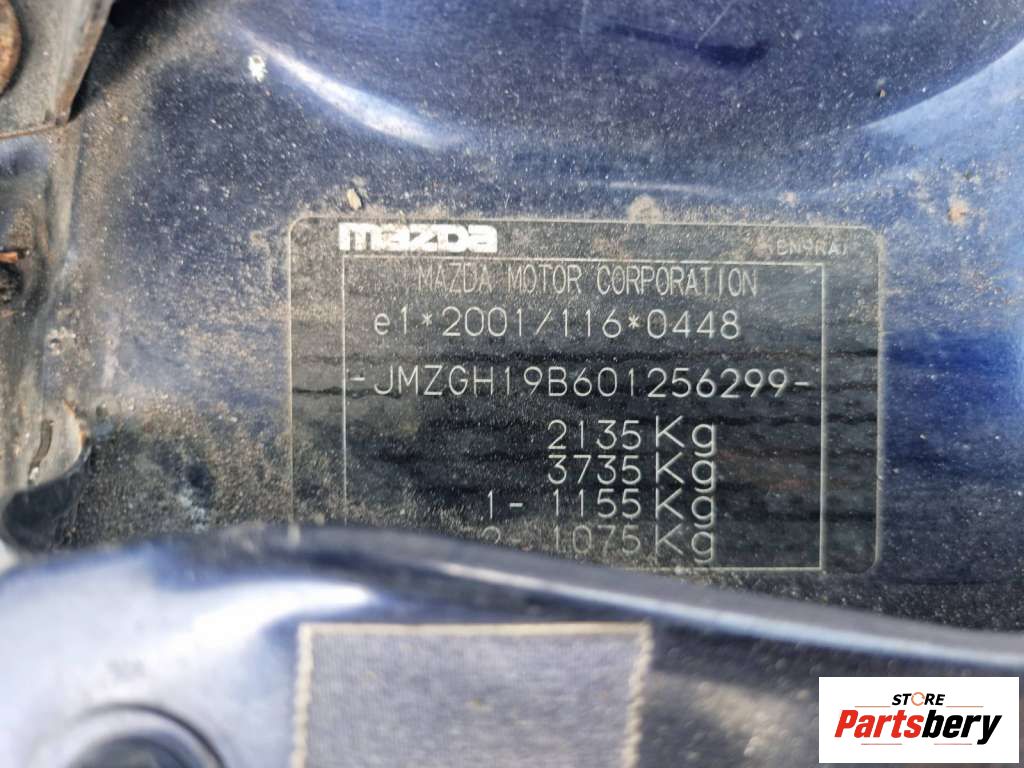 mazda
MAZDA MOTOR CORPORATION
e1*2001/116*0448
-JMZGH19B601256299-
2135 Kg
3735 Kg
1 - 1155 Kg
2 - 1075 Kg
STORE
Partsbery